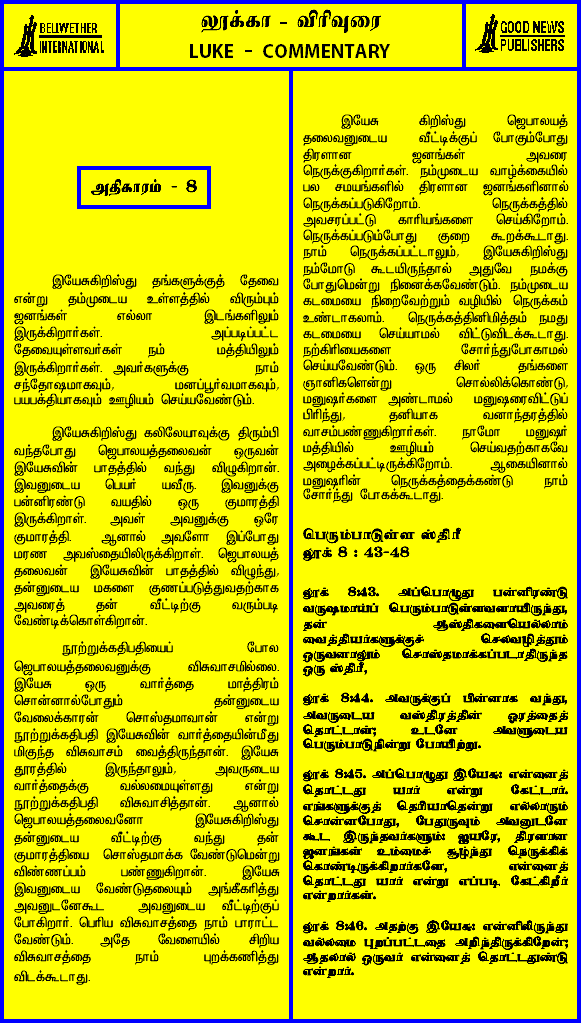 BELWETHER
INTERNATIONAL
லூக்கா - விரிவுரை
LUKE - COMMENTARY
GOOD NEWS
PUBLISHERS
அதிகாரம் - 8
இயேசுகிறிஸ்து தங்களுக்குத் தேவை
என்று தம்முடைய உள்ளத்தில் விரும்பும்
ஜனங்கள் எல்லா இடங்களிலும்
இருக்கிறார்கள். அப்படிப்பட்ட
தேவையுள்ளவர்கள் நம் மத்தியிலும்
இருக்கிறார்கள். அவர்களுக்கு நாம்
சந்தோஷமாகவும், மனப்பூர்வமாகவும்,
பயபக்தியாகவும் ஊழியம் செய்யவேண்டும்.
இயேசுகிறிஸ்து கலிலேயாவுக்கு திரும்பி
வந்தபோது ஜெபாலயத்தலைவன் ஒருவன்
இயேசுவின் பாதத்தில் வந்து விழுகிறான்.
இவனுடைய பெயர் யவீரு. இவனுக்கு
பன்னிரண்டு வயதில் ஒரு குமாரத்தி
இருக்கிறாள். அவள் அவனுக்கு ஒரே
குமாரத்தி. ஆனால் அவளோ இப்போது
மரண அவஸ்தையிலிருக்கிறாள். ஜெபாலயத்
தலைவன் இயேசுவின் பாதத்தில் விழுந்து,
தன்னுடைய மகளை குணப்படுத்துவதற்காக
அவரைத் தன் வீட்டிற்கு வரும்படி
வேண்டிக்கொள்கிறான்.
நூற்றுக்கதிபதியைப் போல
ஜெபாலயத்தலைவனுக்கு விசுவாசமில்லை.
இயேசு ஒரு வார்த்தை மாத்திரம்
சொன்னால்போதும் தன்னுடைய
வேலைக்காரன் சொஸ்தமாவான் என்று
நூற்றுக்கதிபதி இயேசுவின் வார்த்தையின்மீது
மிகுந்த விசுவாசம் வைத்திருந்தான். இயேசு
தூரத்தில் இருந்தாலும், அவருடைய
வார்த்தைக்கு வல்லமையுள்ளது என்று
நூற்றுக்கதிபதி விசுவாசித்தான். ஆனால்
ஜெபாலயத்தலைவனோ இயேசுகிறிஸ்து
தன்னுடைய வீட்டிற்கு வந்து தன்
குமாரத்தியை சொஸ்தமாக்க வேண்டுமென்று
விண்ணப்பம் பண்ணுகிறான். இயேசு
இவனுடைய வேண்டுதலையும் அங்கீகரித்து
அவனுடனேகூட அவனுடைய வீட்டிற்குப்
போகிறார். பெரிய விசுவாசத்தை நாம் பாராட்ட
வேண்டும். அதே வேளையில் சிறிய
விசுவாசத்தை நாம் புறக்கணித்து
விடக்கூடாது.
இயேசு கிறிஸ்து ஜெபாலயத்
தலைவனுடைய வீட்டிக்குப் போகும்போது
திரளான ஜனங்கள் அவரை
நெருக்குகிறார்கள். நம்முடைய வாழ்க்கையில்
பல சமயங்களில் திரளான ஜனங்களினால்
நெருக்கப்படுகிறோம். நெருக்கத்தில்
அவசரப்பட்டு காரியங்களை செய்கிறோம்.
நெருக்கப்படும்போது குறை கூறக்கூடாது.
நாம் நெருக்கப்பட்டாலும், இயேசுகிறிஸ்து
நம்மோடு கூடயிருந்தால் அதுவே நமக்கு
போதுமென்று நினைக்கவேண்டும். நம்முடைய
கடமையை நிறைவேற்றும் வழியில் நெருக்கம்
உண்டாகலாம். நெருக்கத்தினிமித்தம் நமது
கடமையை செய்யாமல் விட்டுவிடக்கூடாது.
நற்கிரியைகளை சோர்ந்துபோகாமல்
செய்யவேண்டும். ஒரு சிலர் தங்களை
ஞானிகளென்று சொல்லிக்கொண்டு,
மனுஷர்களை அண்டாமல் மனுஷரைவிட்டுப்
பிரிந்து, தனியாக வனாந்தரத்தில்
வாசம்பண்ணுகிறார்கள். நாமோ மனுஷர்
மத்தியில் ஊழியம் செய்வதற்காகவே
அழைக்கப்பட்டிருக்கிறோம். ஆகையினால்
மனுஷரின் நெருக்கத்தைக்கண்டு நாம்
சோர்ந்து போகக்கூடாது.
பெரும்பாடுள்ள ஸ்திரீ
லூக் 8 : 43-48
லூக் 8:43. அப்பொழுது பன்னிரண்டு
வருஷமாய்ப் பெரும்பாடுள்ளவளாயிருந்து,
தன் ஆஸ்திகளையெல்லாம்
வைத்தியர்களுக்குச் செலவழித்தும்
ஒருவனாலும் சொஸ்தமாக்கப்படாதிருந்த
ஒரு ஸ்திரீ,
லூக் 8:44. அவருக்குப் பின்னாக வந்து,
அவருடைய வஸ்திரத்தின் ஓரத்தைத்
தொட்டாள்; உடனே அவளுடைய
பெரும்பாடு நின்று போயிற்று.
லூக் 8:45. அப்பொழுது இயேசு: என்னைத்
தொட்டது யார் என்று கேட்டார்.
எங்களுக்குத் தெரியாதென்று எல்லாரும்
சொன்னபோது, பேதுருவும் அவனுடனே
கூட இருந்தவர்களும்: ஐயரே, திரளான
ஜனங்கள் உம்மைச் சூழ்ந்து நெருக்கிக்
கொண்டிருக்கிறார்களே, என்னைத்
தொட்டது யார் என்று எப்படி கேட்கிறீர்
என்றார்கள்.
லூக் 8:46. அதற்கு இயேசு: என்னிலிருந்து
வல்லமை புறப்பட்டதை அறிந்திருக்கிறேன்;
ஆதலால் ஒருவர் என்னைத் தொட்டதுண்டு
என்றார்.